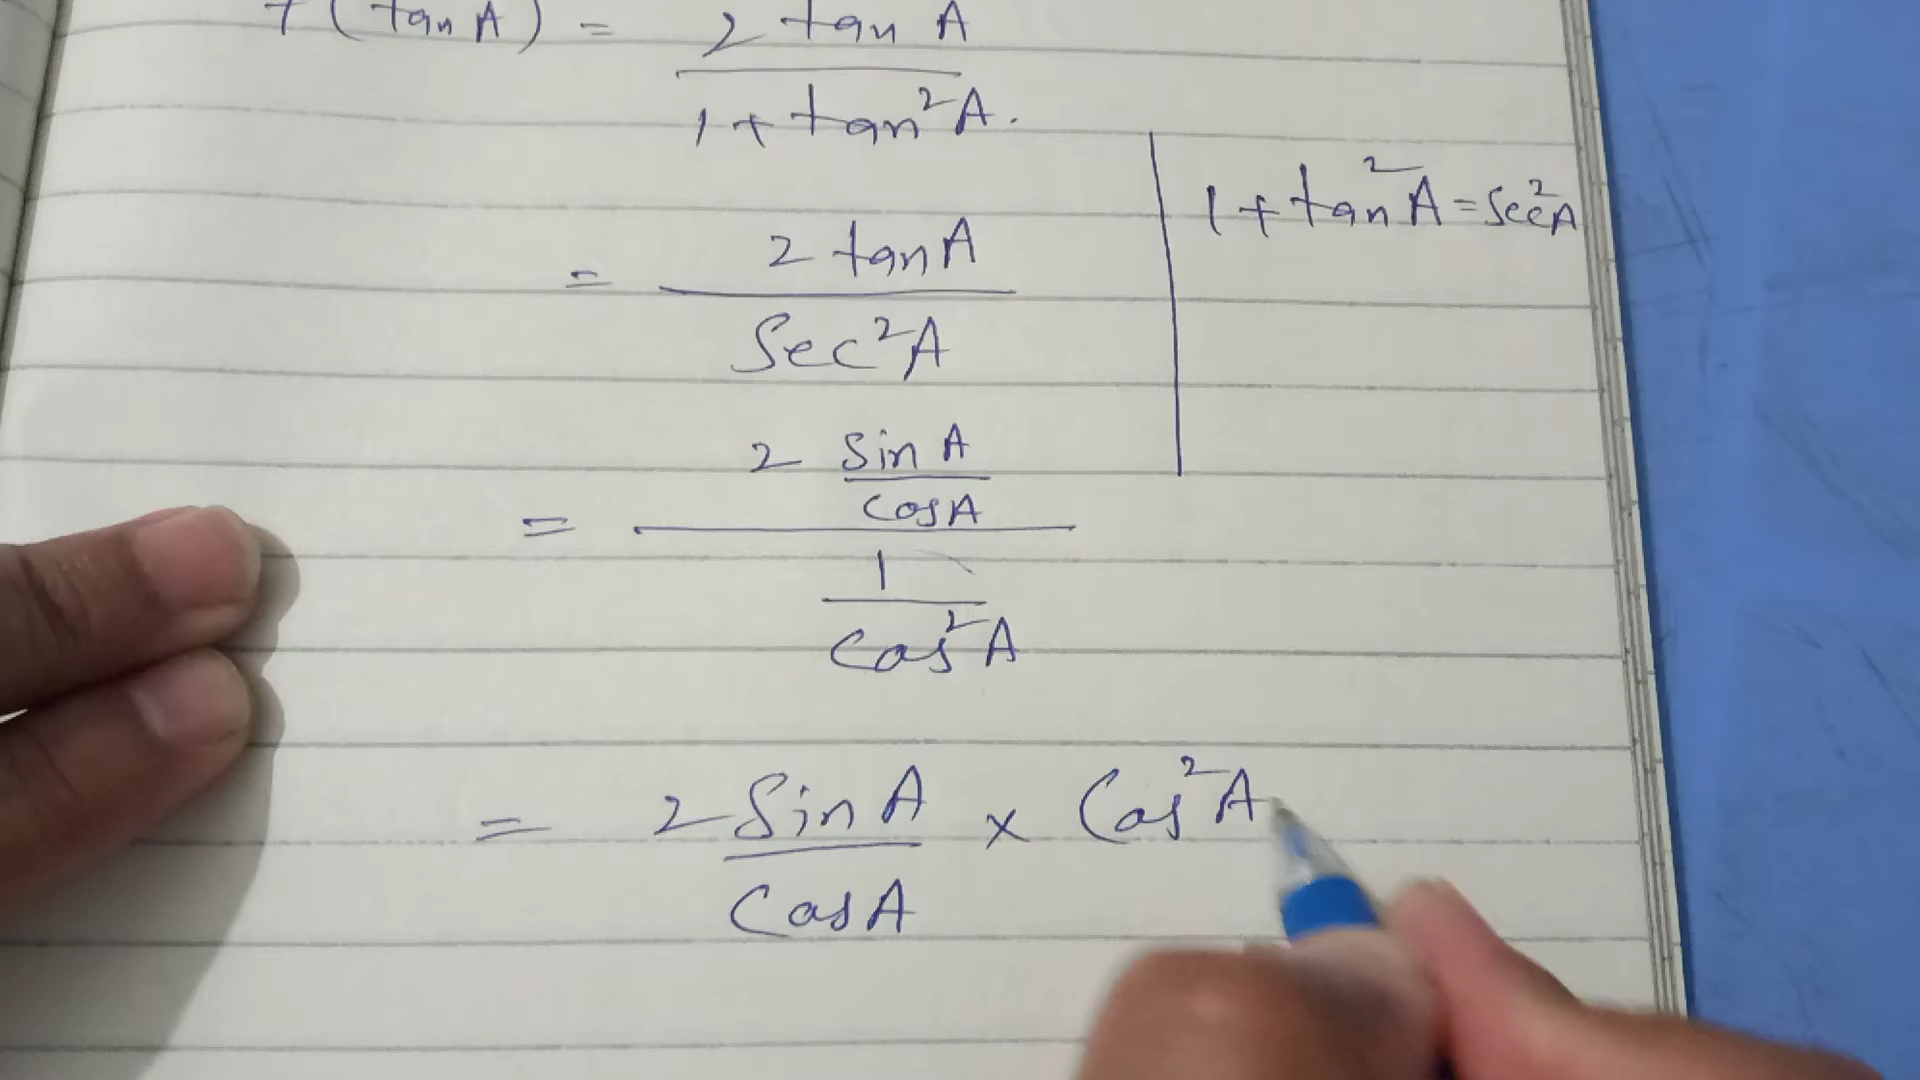 f(tan A) = 2 tan A / 1 + tan²A.
1 + tan²A = Sec²A
= 2 tan A / Sec²A
= 2 Sin A / Cos A / 1 / Cos²A
= 2 Sin A / Cos A × Cos²A